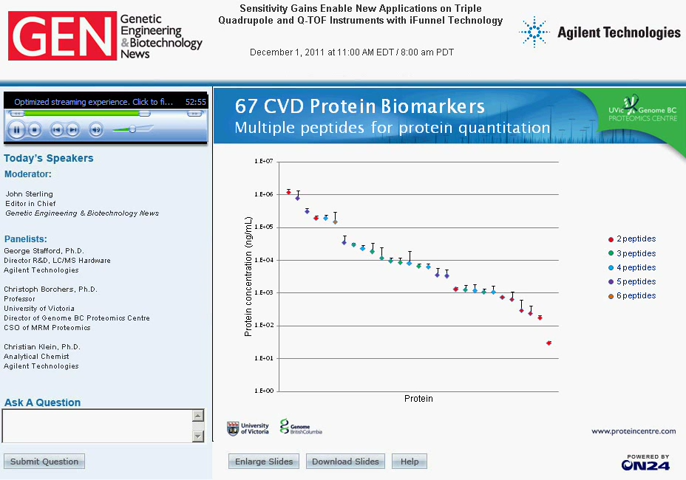 GEN
Genetic
Engineering
& Biotechnology
News
Sensitivity Gains Enable New Applications on Triple
Quadrupole and Q-TOF Instruments with iFunnel Technology
December 1, 2011 at 11:00 AM EDT / 8:00 am PDT
Agilent Technologies
Optimized streaming experience. Click to fi...
52:55
Today's Speakers
Moderator:
John Sterling
Editor in Chief
Genetic Engineering & Biotechnology News
Panelists:
George Stafford, Ph.D.
Director R&D, LC/MS Hardware
Agilent Technologies
Christoph Borchers, Ph.D.
Professor
University of Victoria
Director of Genome BC Proteomics Centre
CSO of MRM Proteomics
Christian Klein, Ph.D.
Analytical Chemist
Agilent Technologies
Ask A Question
Submit Question
67 CVD Protein Biomarkers
Multiple peptides for protein quantitation
UVic Genome BC
PROTEOMICS CENTRE
Protein concentration (ng/mL)
1.E+07
1.E+06
1.E+05
1.E+04
1.E+03
1.E+02
1.E+01
1.E+00
Protein
2 peptides
3 peptides
4 peptides
5 peptides
6 peptides
University
of Victoria
Genome
BritishColumbia
www.proteincentre.com
Enlarge Slides
Download Slides
Help
POWERED BY
ON24